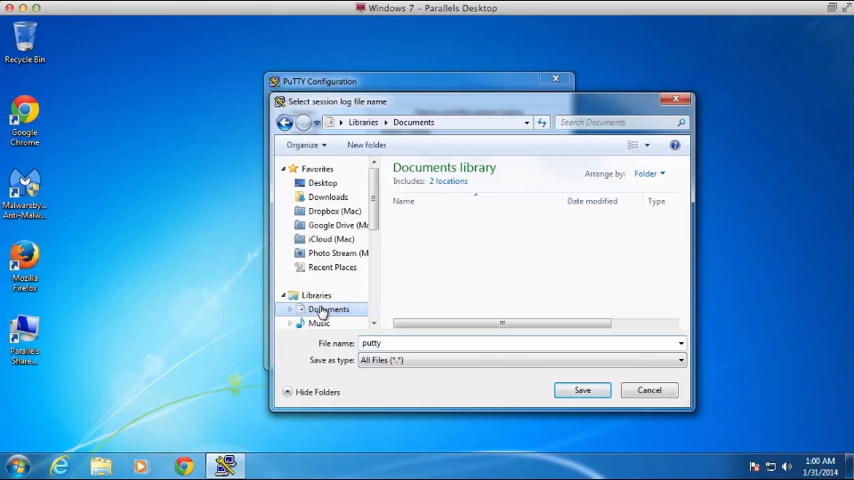 Windows 7 – Parallels Desktop
Recycle Bin
Google
Chrome
Malwareby...
Anti-Malw...
Mozilla
Firefox
Parallels
Share...
PuTTY Configuration
Select session log file name
Libraries
Documents
Search Documents
Organize
New folder
Favorites
Desktop
Downloads
Dropbox (Mac)
Google Drive (Ma
iCloud (Mac)
Photo Stream (M
Recent Places
Libraries
Documents
Music
Documents library
Includes: 2 locations
Arrange by: Folder
Name
Date modified
Type
File name: putty
Save as type: All Files (*.*)
Hide Folders
Save
Cancel
1:00 AM
1/31/2014